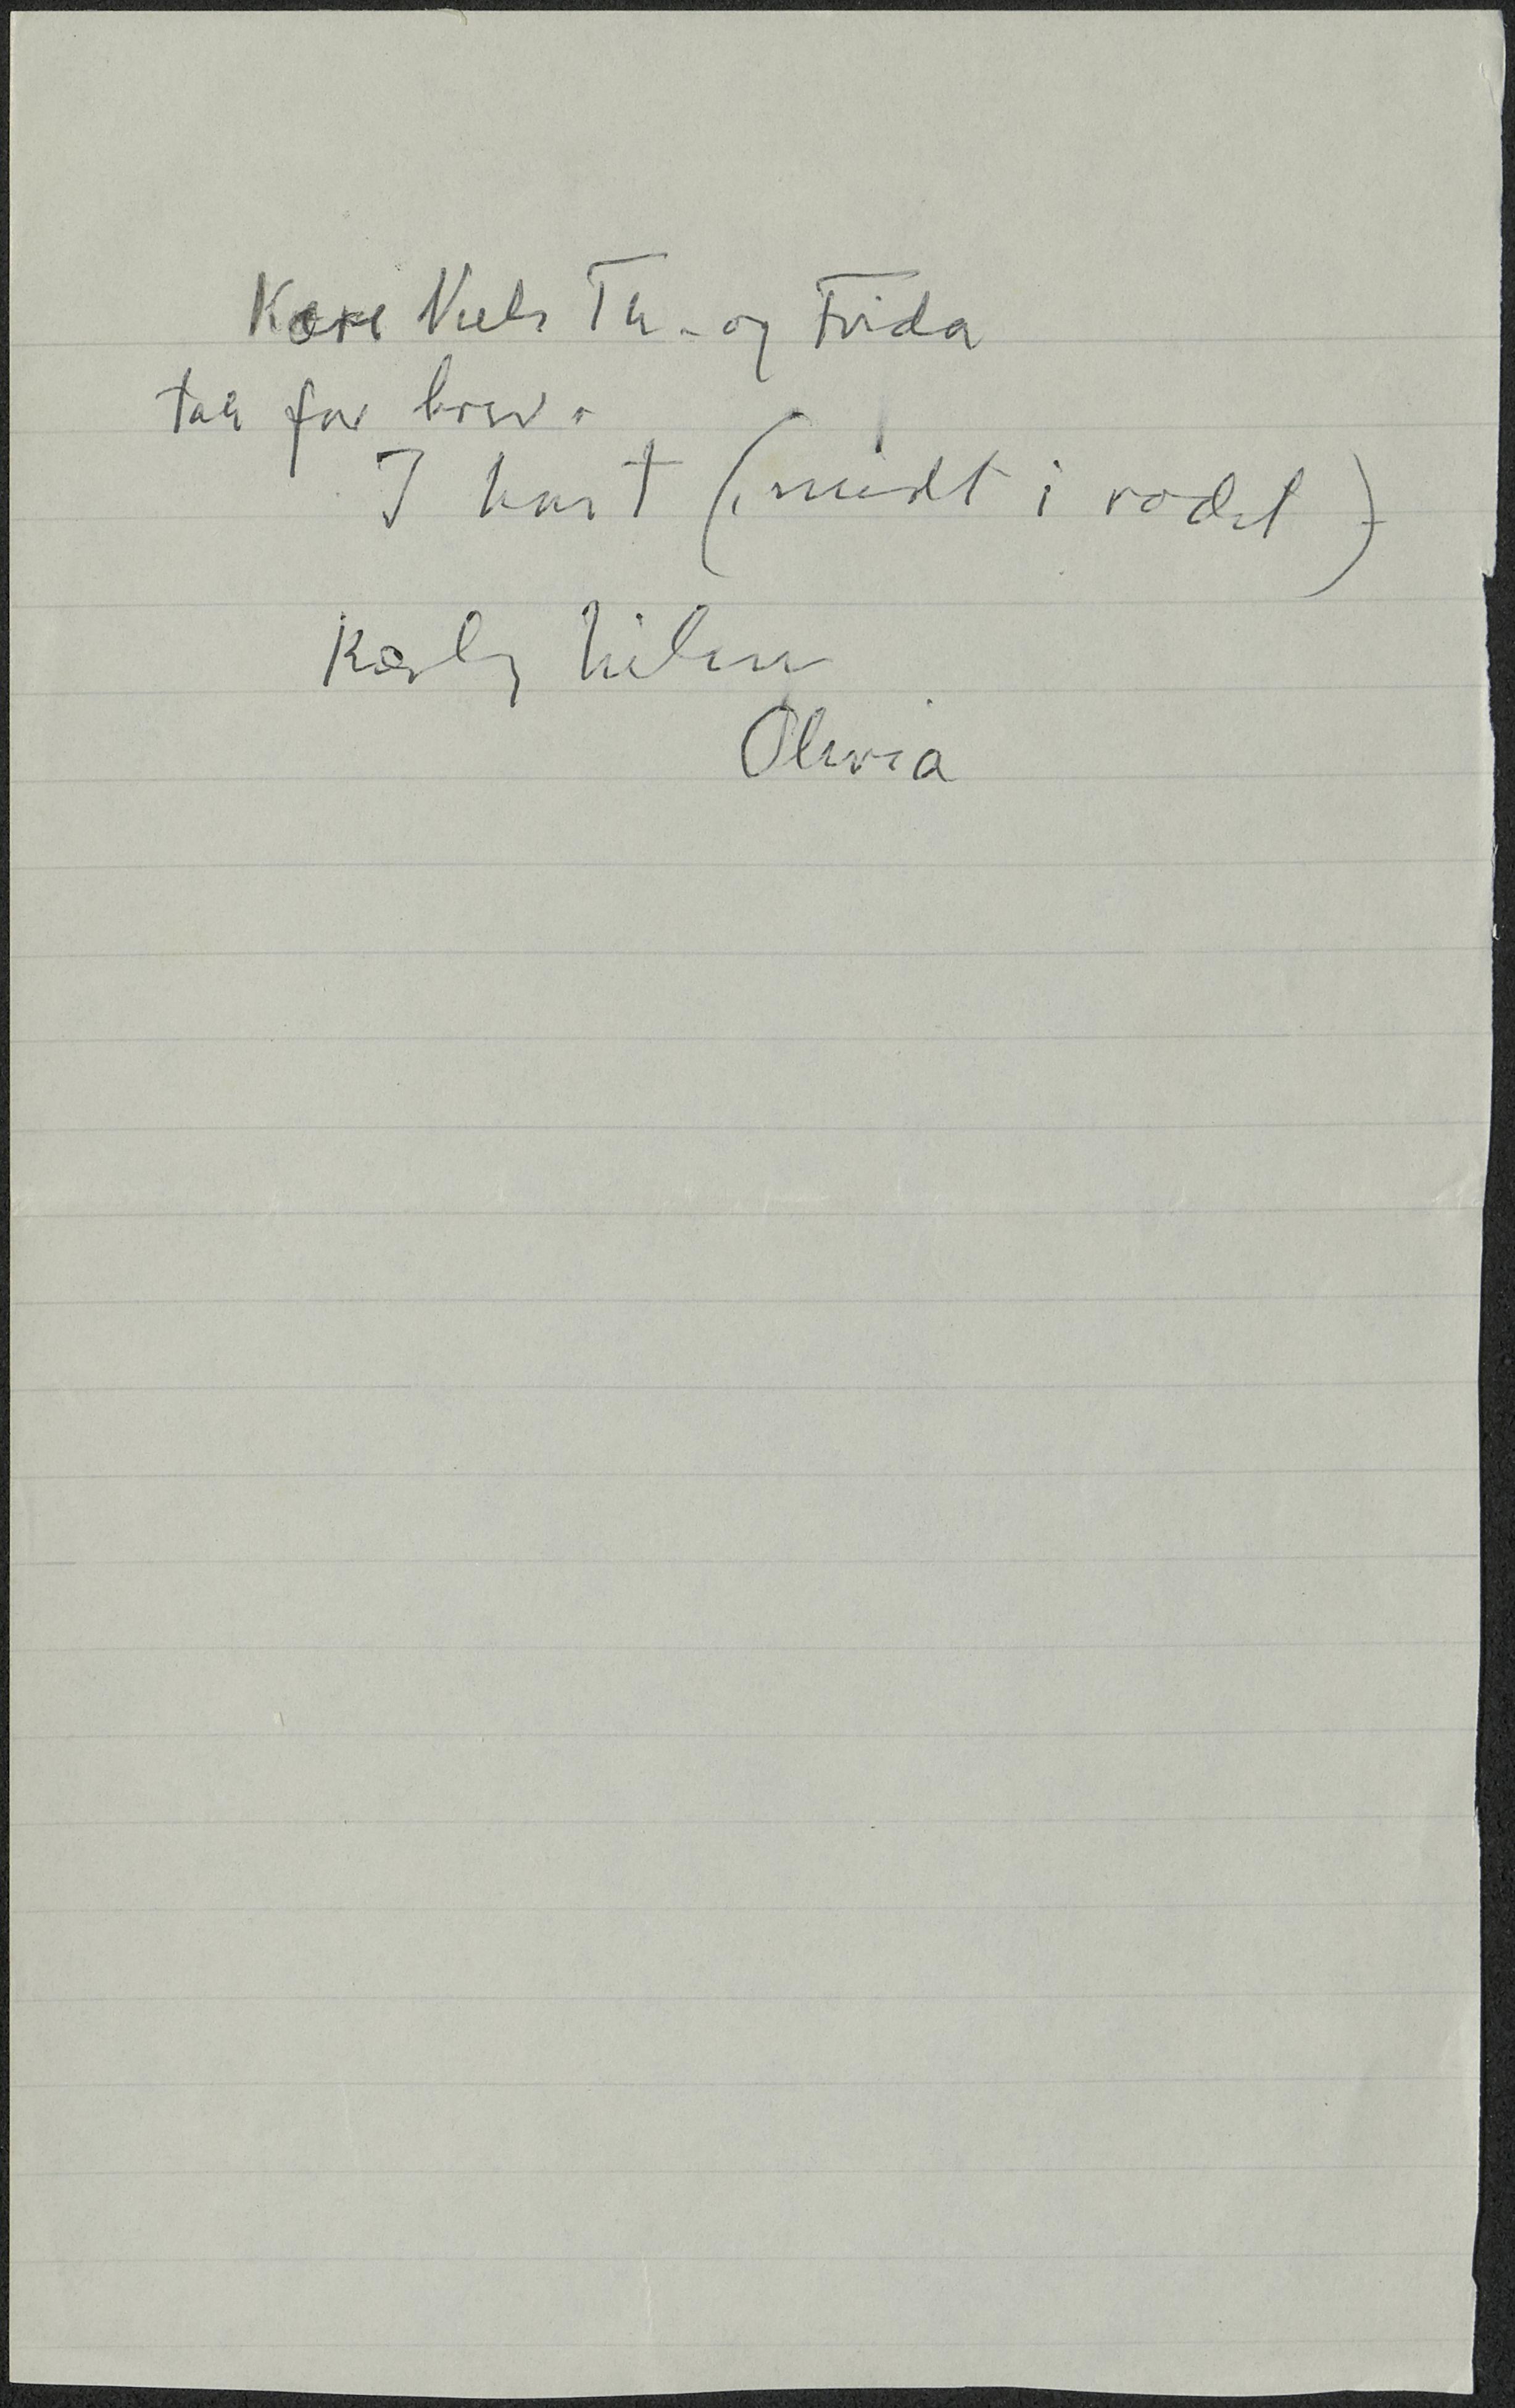 Kære Niels Th. og Frida
tak for brev.
I hast (midt i rodet)
Kærlig hilsen
Olivia